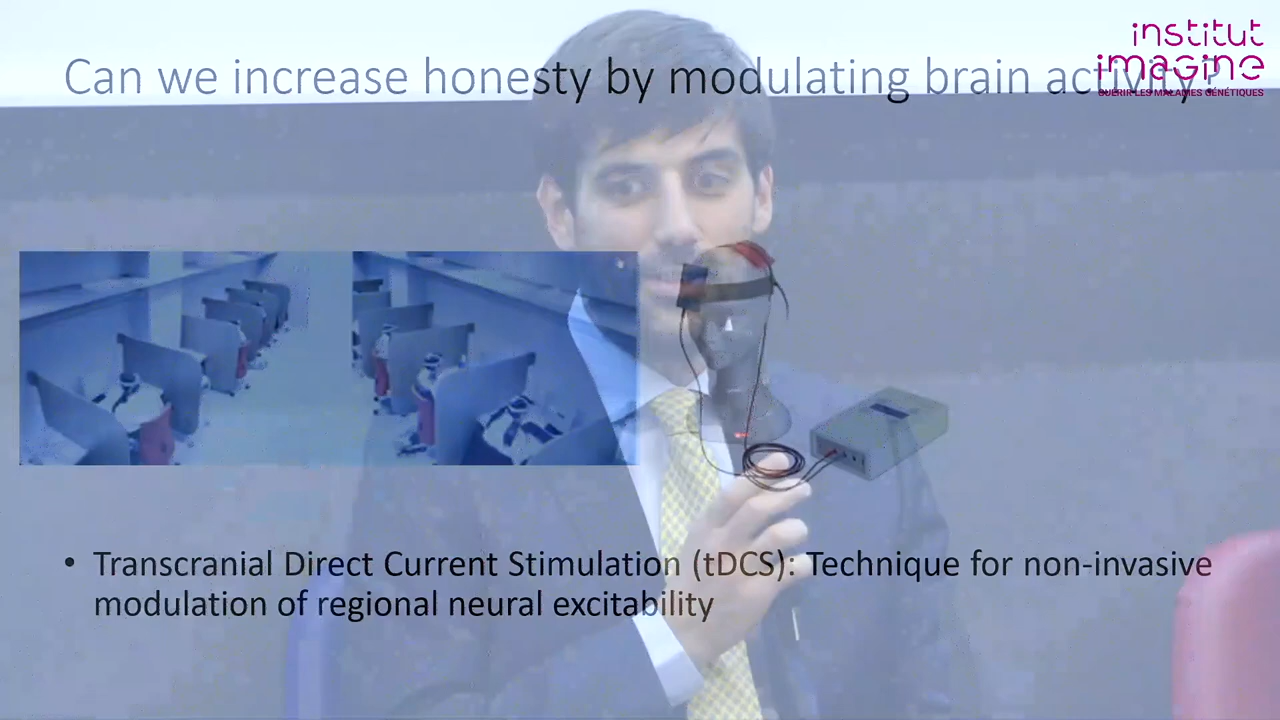 institut
imagine
GUÉRIR LES MALADIES GÉNÉTIQUES
Can we increase honesty by modulating brain activity?
• Transcranial Direct Current Stimulation (tDCS): Technique for non-invasive
modulation of regional neural excitability